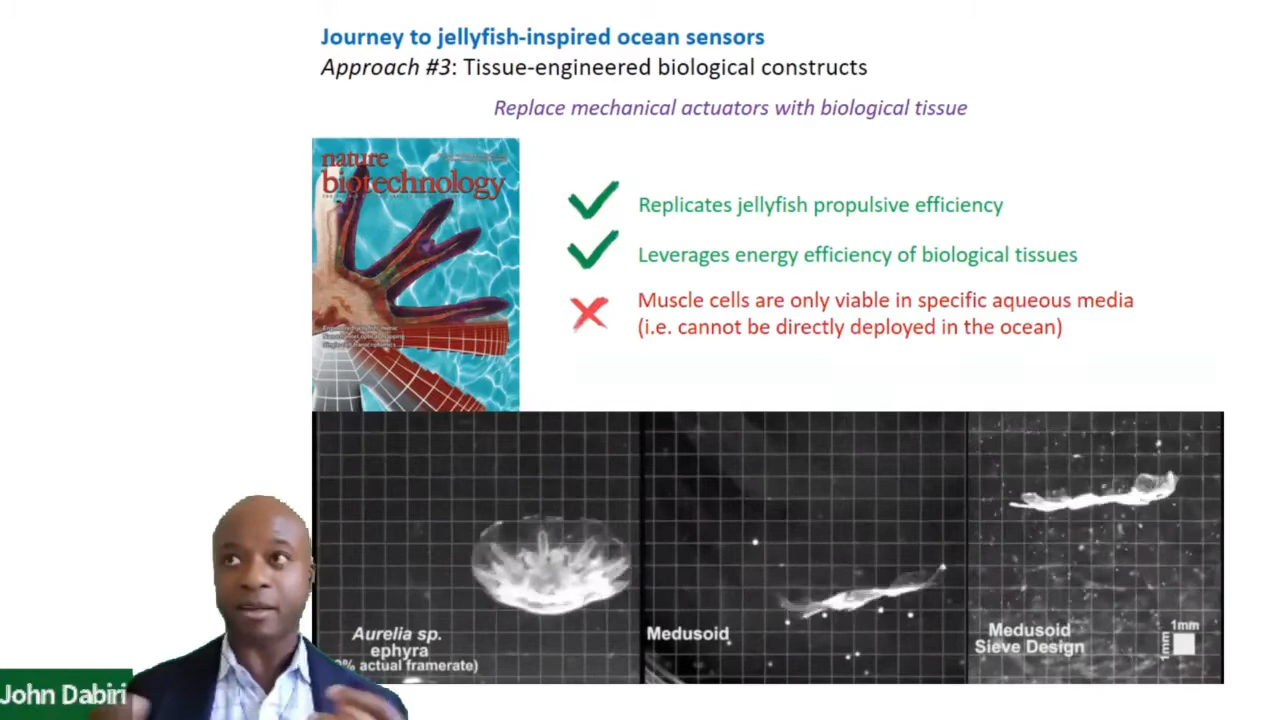 Journey to jellyfish-inspired ocean sensors
Approach #3: Tissue-engineered biological constructs
Replace mechanical actuators with biological tissue
nature
biotechnology
Replicates jellyfish propulsive efficiency
Leverages energy efficiency of biological tissues
Muscle cells are only viable in specific aqueous media
(i.e. cannot be directly deployed in the ocean)
Aurelia sp.
ephyra
% actual framerate)
Medusoid
Medusoid
Sieve Design
1mm
1mm
John Dabiri